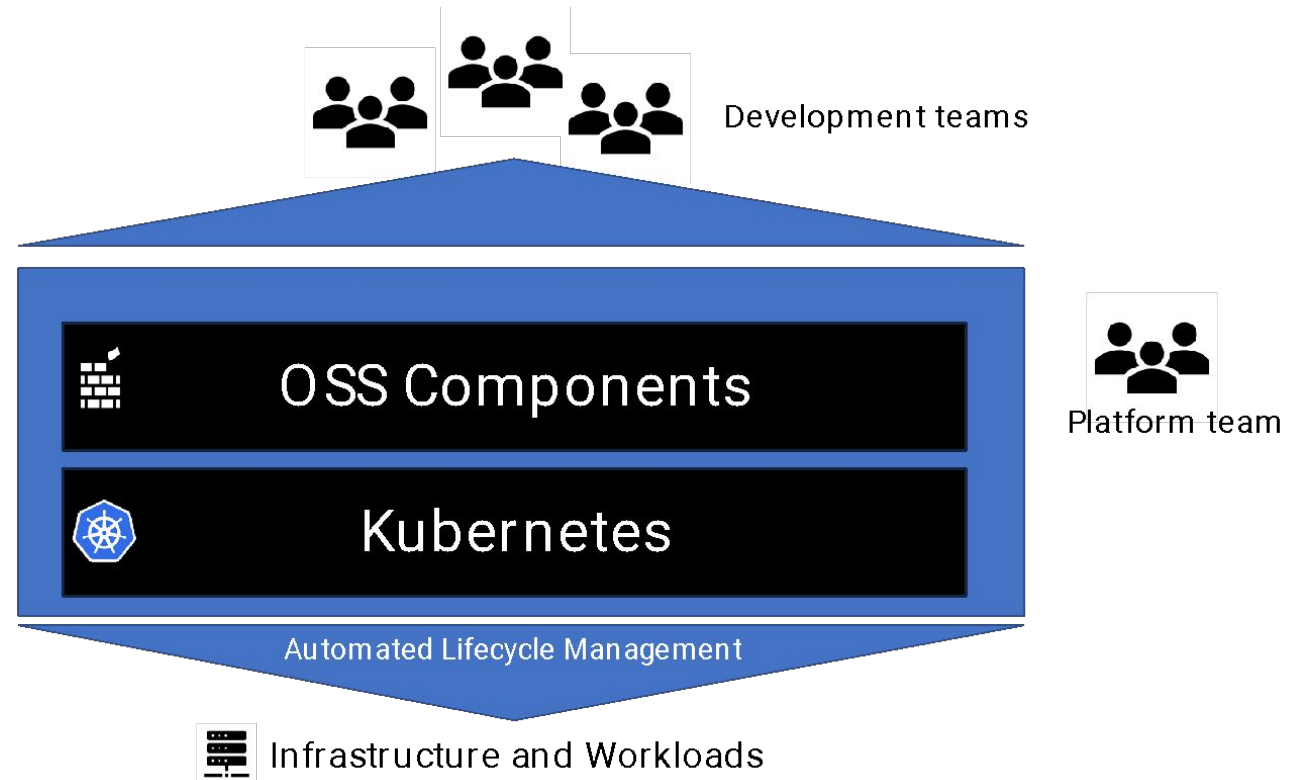 Development teams
OSS Components
Platform team
Kubernetes
Automated Lifecycle Management
Infrastructure and Workloads